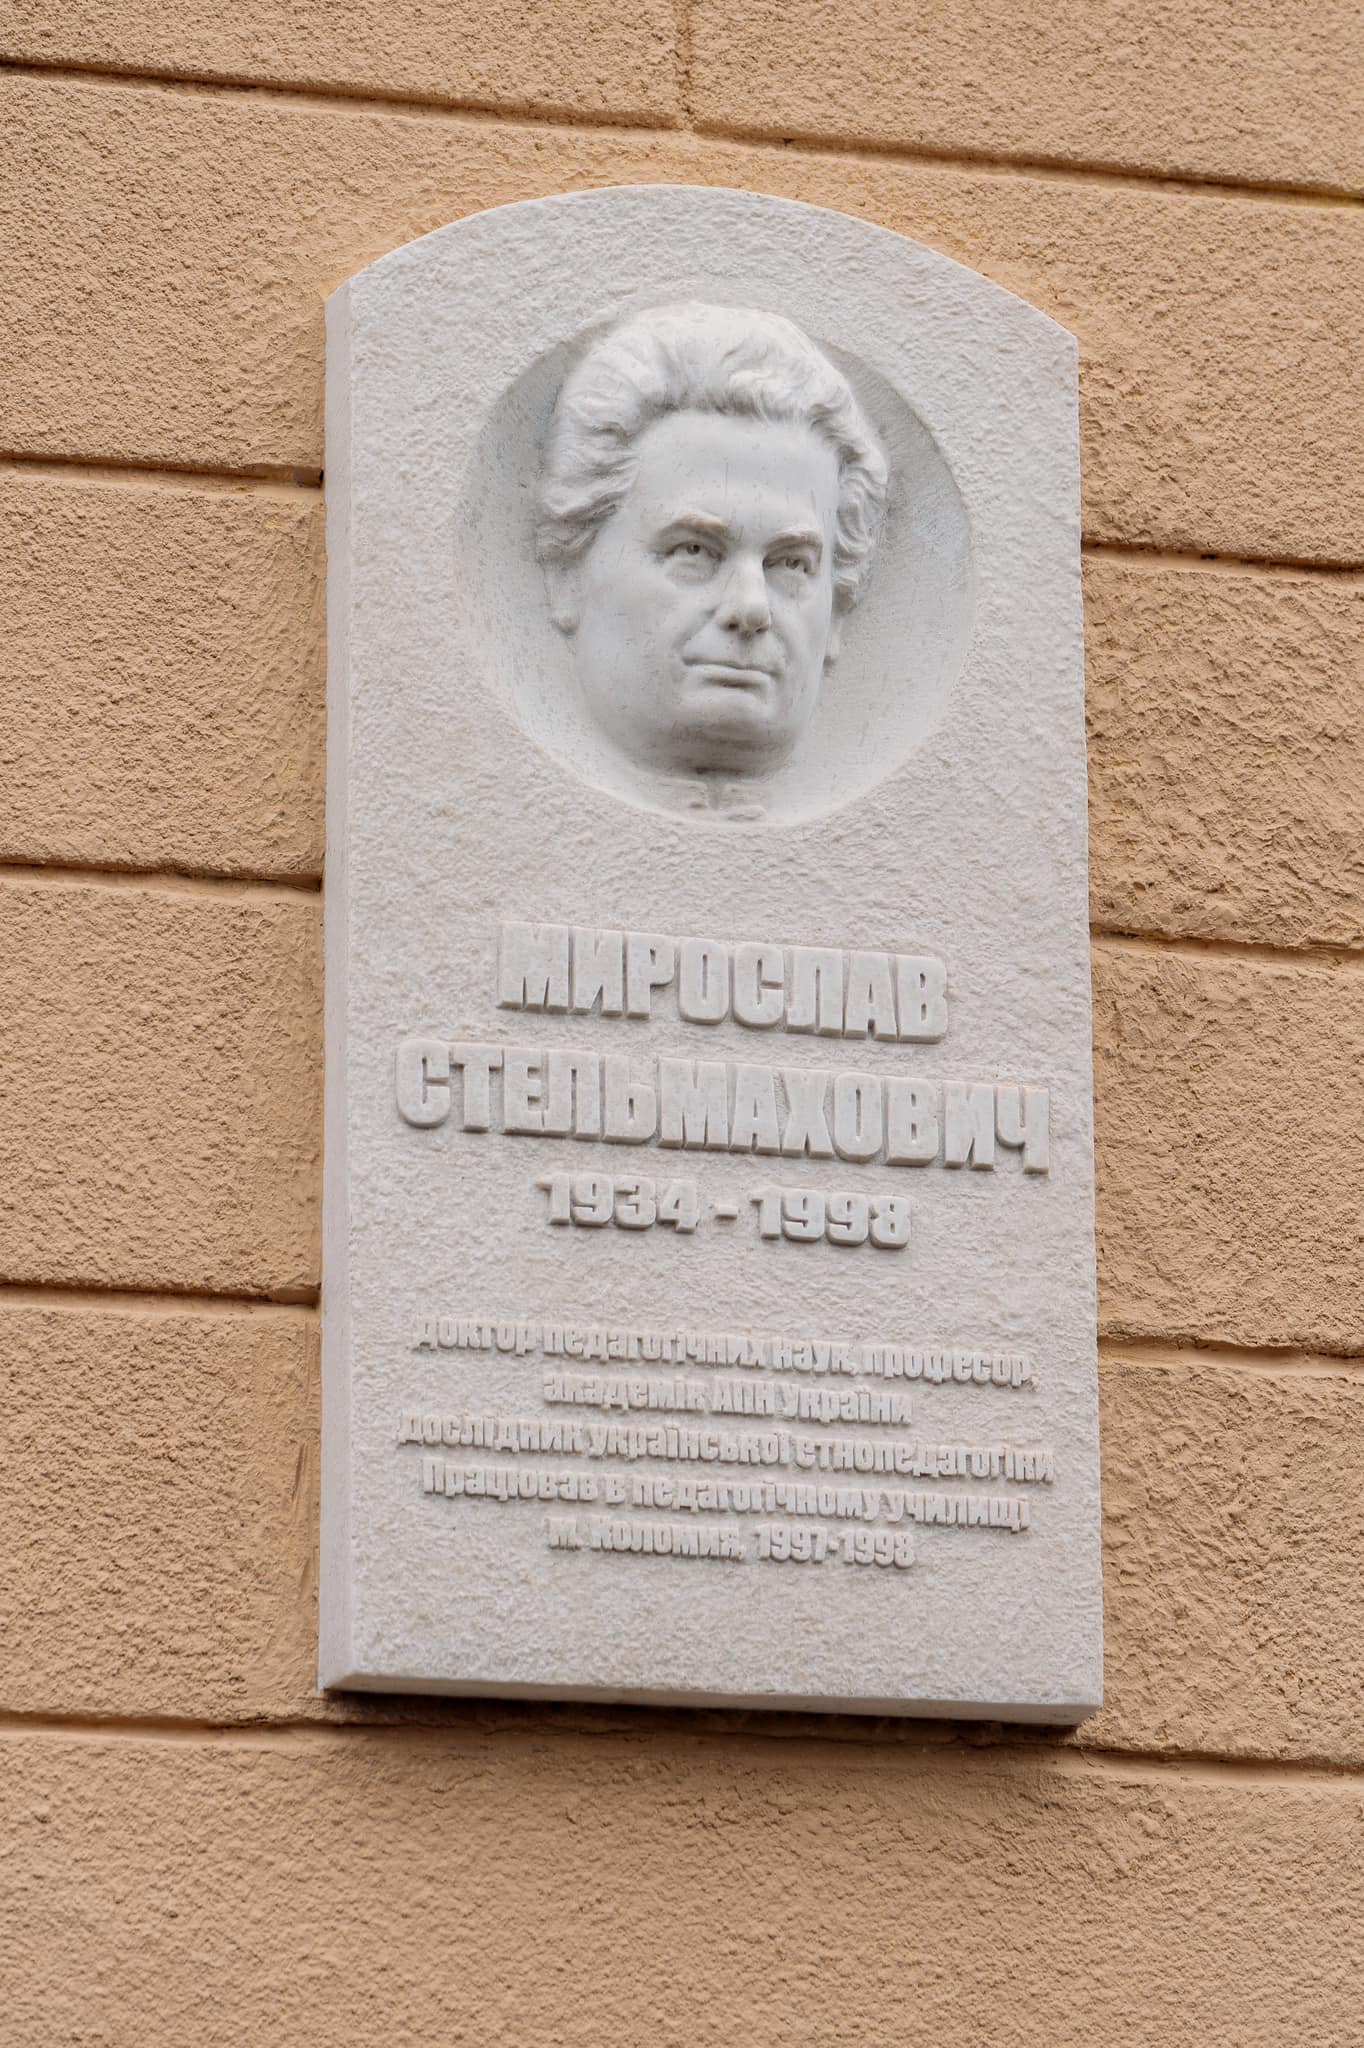 МИРОСЛАВ
СТЕЛЬМАХОВИЧ
1934 - 1998
доктор педагогічних наук, професор,
академік АПН України
дослідник української етнопедагогіки
Працював в педагогічному училищі
м. Коломия, 1997-1998